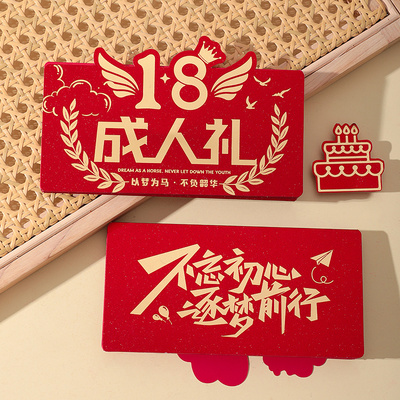 18
成人礼
DREAM AS A HORSE, NEVER LET DOWN THE YOUTH
以梦为马·不负韶华
不忘初心
逐梦前行